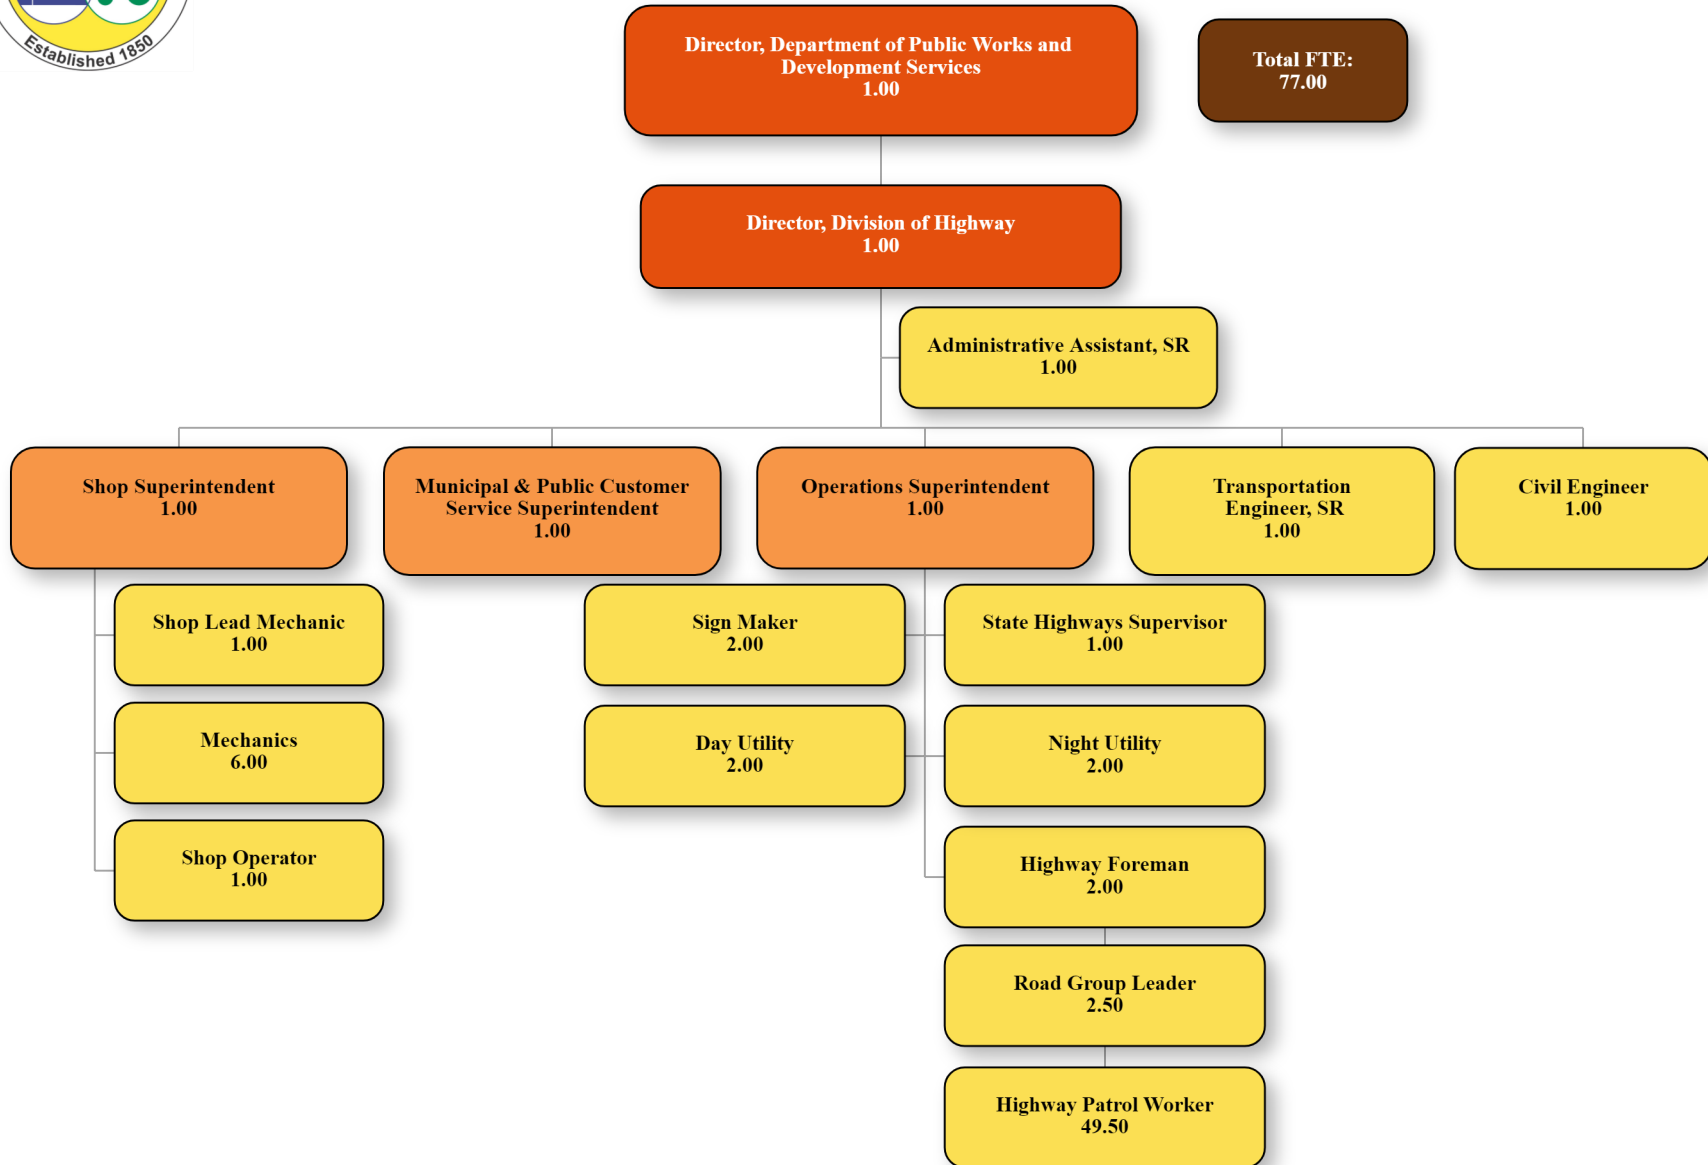 Established 1850
Director, Department of Public Works and
Development Services
1.00
Total FTE:
77.00
Director, Division of Highway
1.00
Administrative Assistant, SR
1.00
Shop Superintendent
1.00
Municipal & Public Customer
Service Superintendent
1.00
Operations Superintendent
1.00
Transportation
Engineer, SR
1.00
Civil Engineer
1.00
Shop Lead Mechanic
1.00
Mechanics
6.00
Shop Operator
1.00
Sign Maker
2.00
Day Utility
2.00
State Highways Supervisor
1.00
Night Utility
2.00
Highway Foreman
2.00
Road Group Leader
2.50
Highway Patrol Worker
49.50